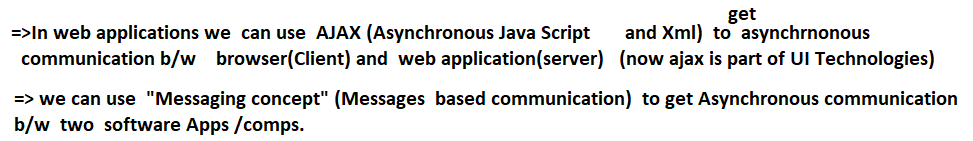 get
=>In web applications we can use AJAX (Asynchronous Java Script and Xml) to asynchrnonous
communication b/w browser(Client) and web application(server) (now ajax is part of UI Technologies)
=> we can use "Messaging concept" (Messages based communication) to get Asynchronous communication
b/w two software Apps /comps.